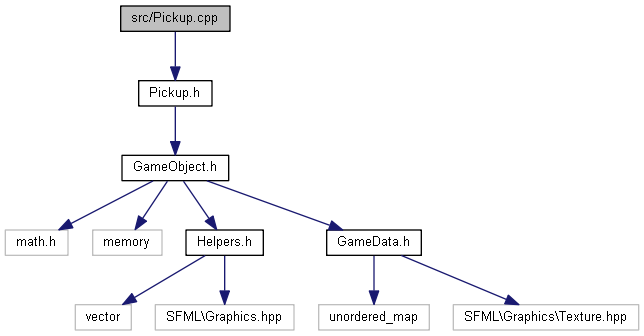 src/Pickup.cpp
Pickup.h
GameObject.h
math.h
memory
Helpers.h
GameData.h
vector
SFML\Graphics.hpp
unordered_map
SFML\Graphics\Texture.hpp